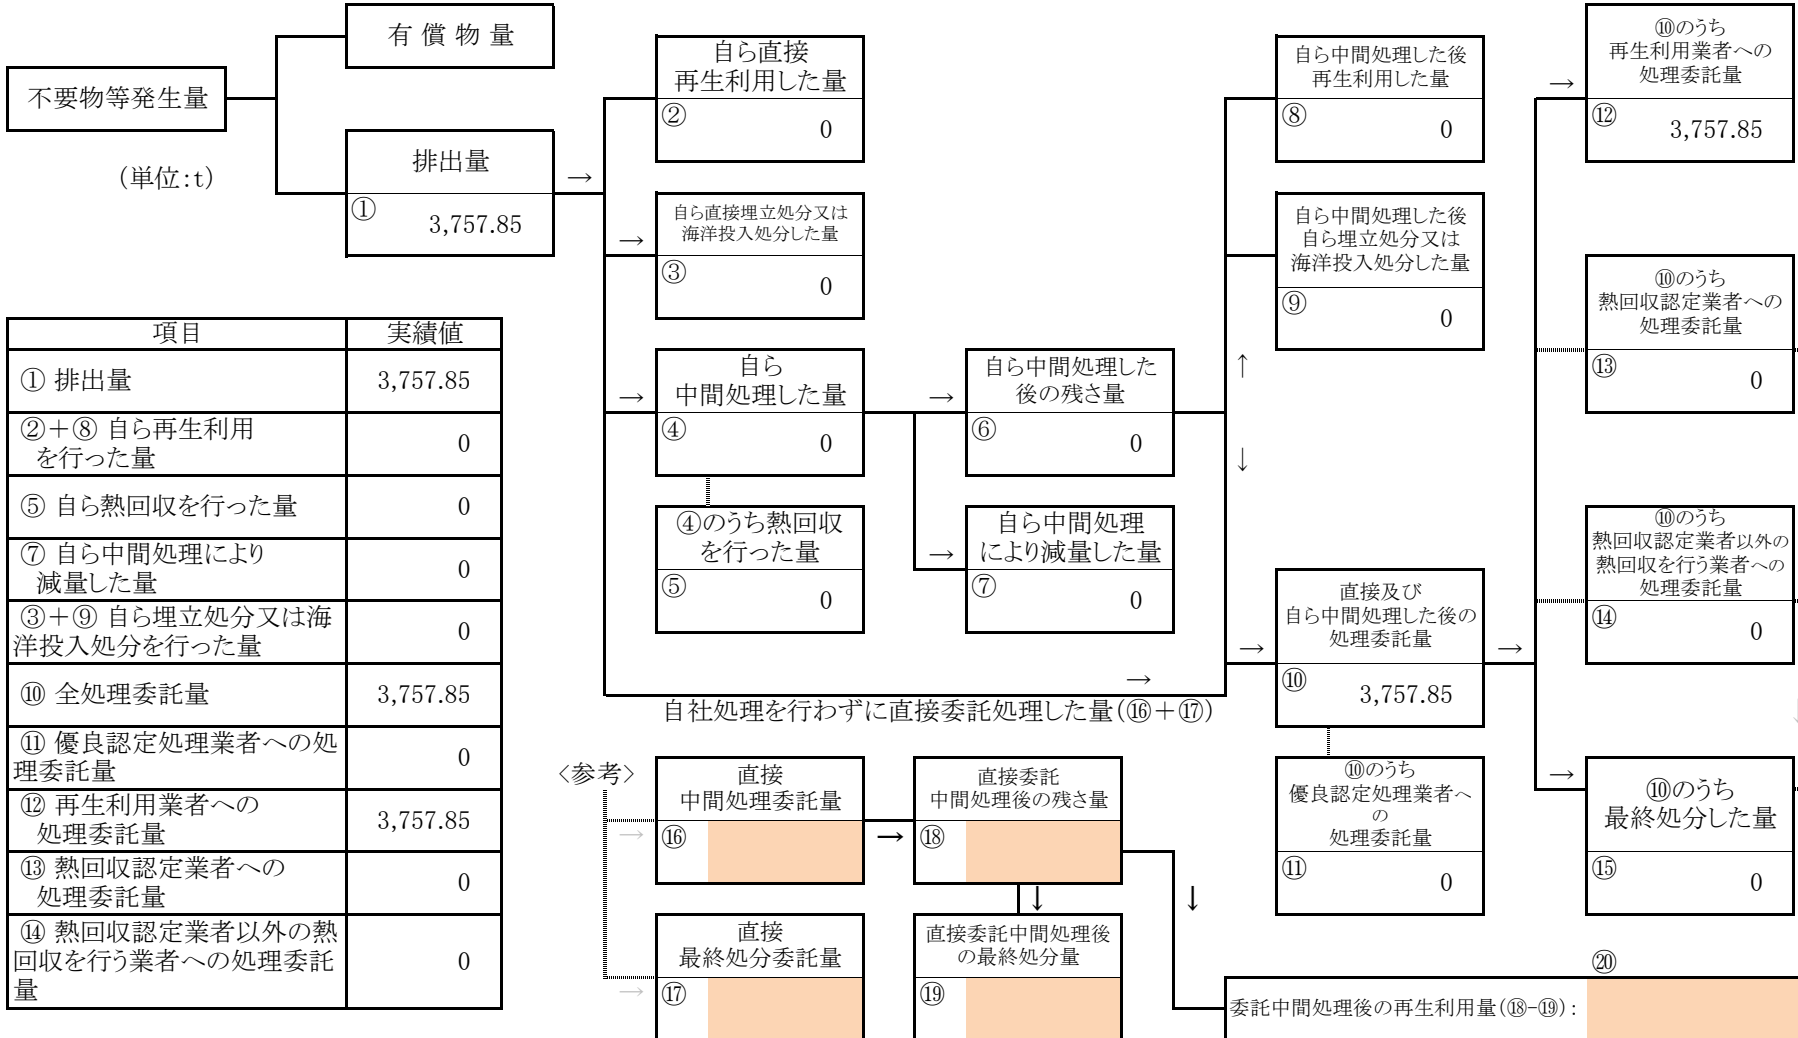 有 償 物 量
不要物等発生量
(単位:t)
排出量
①
3,757.85
→
自ら直接
再生利用した量
②
0
→
自ら直接埋立処分又は
海洋投入処分した量
③
0
→
自ら
中間処理した量
④
0
④のうち熱回収
を行った量
⑤
0
→
自ら中間処理した
後の残さ量
⑥
0
→
自ら中間処理
により減量した量
⑦
0
自ら中間処理した後
再生利用した量
⑧
0
自ら中間処理した後
自ら埋立処分又は
海洋投入処分した量
⑨
0
↑
↓
→
自社処理を行わずに直接委託処理した量(⑯+⑰)
→
直接及び
自ら中間処理した後の
処理委託量
⑩
3,757.85
→
⑩のうち
優良認定処理業者へ
の
処理委託量
⑪
0
→
⑩のうち
再生利用業者への
処理委託量
⑫
3,757.85
⑩のうち
熱回収認定業者への
処理委託量
⑬
0
⑩のうち
熱回収認定業者以外の
熱回収を行う業者への
処理委託量
⑭
0
→
⑩のうち
最終処分した量
⑮
0
項目 実績値
① 排出量 3,757.85
②+⑧ 自ら再生利用
を行った量
0
⑤ 自ら熱回収を行った量 0
⑦ 自ら中間処理により
減量した量
0
③+⑨ 自ら埋立処分又は海
洋投入処分を行った量
0
⑩ 全処理委託量 3,757.85
⑪ 優良認定処理業者への処
理委託量
0
⑫ 再生利用業者への
処理委託量
3,757.85
⑬ 熱回収認定業者への
処理委託量
0
⑭ 熱回収認定業者以外の熱
回収を行う業者への処理委託
量
0
<参考>
→
直接
中間処理委託量
⑯
→
直接委託
中間処理後の残さ量
⑱
↓
↓
→
直接
最終処分委託量
⑰
直接委託中間処理後
の最終処分量
⑲
⑳
委託中間処理後の再生利用量(⑱-⑲):